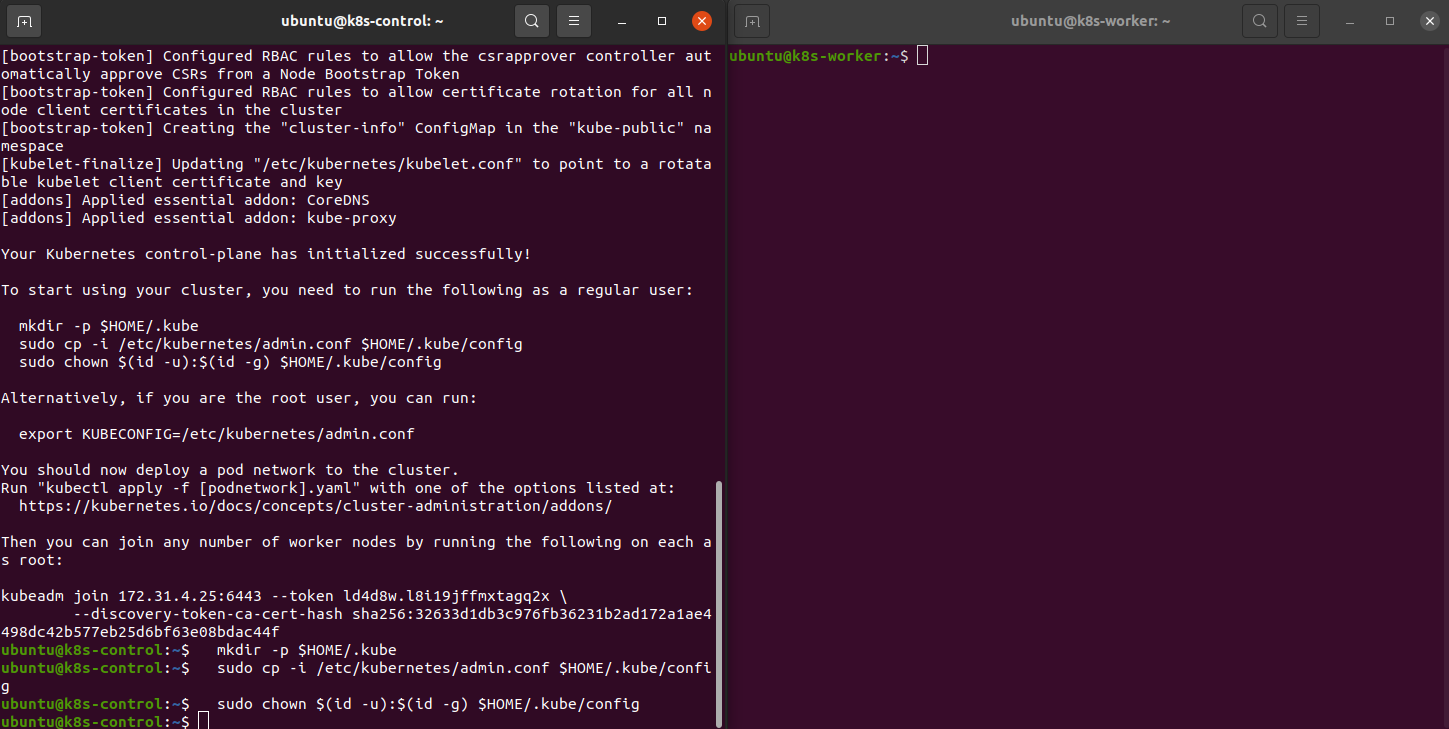 ubuntu@k8s-control: ~
[bootstrap-token] Configured RBAC rules to allow the csrapprover controller aut
omatically approve CSRs from a Node Bootstrap Token
[bootstrap-token] Configured RBAC rules to allow certificate rotation for all n
ode client certificates in the cluster
[bootstrap-token] Creating the "cluster-info" ConfigMap in the "kube-public" na
mespace
[kubelet-finalize] Updating "/etc/kubernetes/kubelet.conf" to point to a rotata
ble kubelet client certificate and key
[addons] Applied essential addon: CoreDNS
[addons] Applied essential addon: kube-proxy
Your Kubernetes control-plane has initialized successfully!
To start using your cluster, you need to run the following as a regular user:
mkdir -p $HOME/.kube
sudo cp -i /etc/kubernetes/admin.conf $HOME/.kube/config
sudo chown $(id -u):$(id -g) $HOME/.kube/config
Alternatively, if you are the root user, you can run:
export KUBECONFIG=/etc/kubernetes/admin.conf
You should now deploy a pod network to the cluster.
Run "kubectl apply -f [podnetwork].yaml" with one of the options listed at:
https://kubernetes.io/docs/concepts/cluster-administration/addons/
Then you can join any number of worker nodes by running the following on each a
s root:
kubeadm join 172.31.4.25:6443 --token ld4d8w.l8i19jffmxtagq2x \
--discovery-token-ca-cert-hash sha256:32633d1db3c976fb36231b2ad172a1ae4
498dc42b577eb25d6bf63e08bdac44f
ubuntu@k8s-control:~$   mkdir -p $HOME/.kube
ubuntu@k8s-control:~$   sudo cp -i /etc/kubernetes/admin.conf $HOME/.kube/confi
g
ubuntu@k8s-control:~$   sudo chown $(id -u):$(id -g) $HOME/.kube/config
ubuntu@k8s-control:~$
ubuntu@k8s-worker: ~
ubuntu@k8s-worker:~$